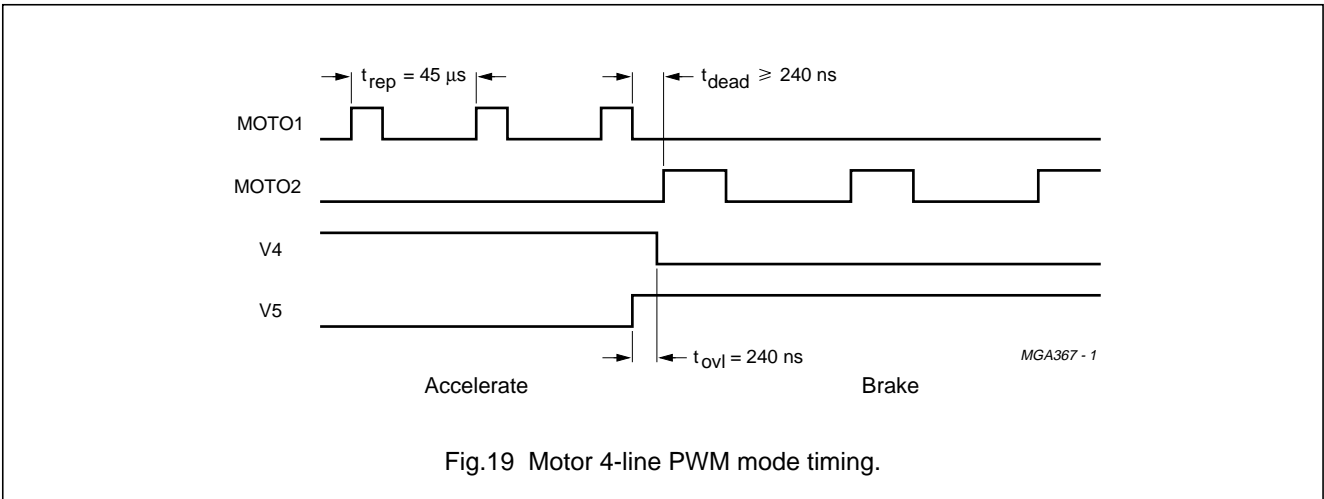 t_rep = 45 μs
t_dead ≥ 240 ns
MOTO1
MOTO2
V4
V5
t_ovl = 240 ns
MGA367 - 1
Accelerate
Brake
Fig.19 Motor 4-line PWM mode timing.